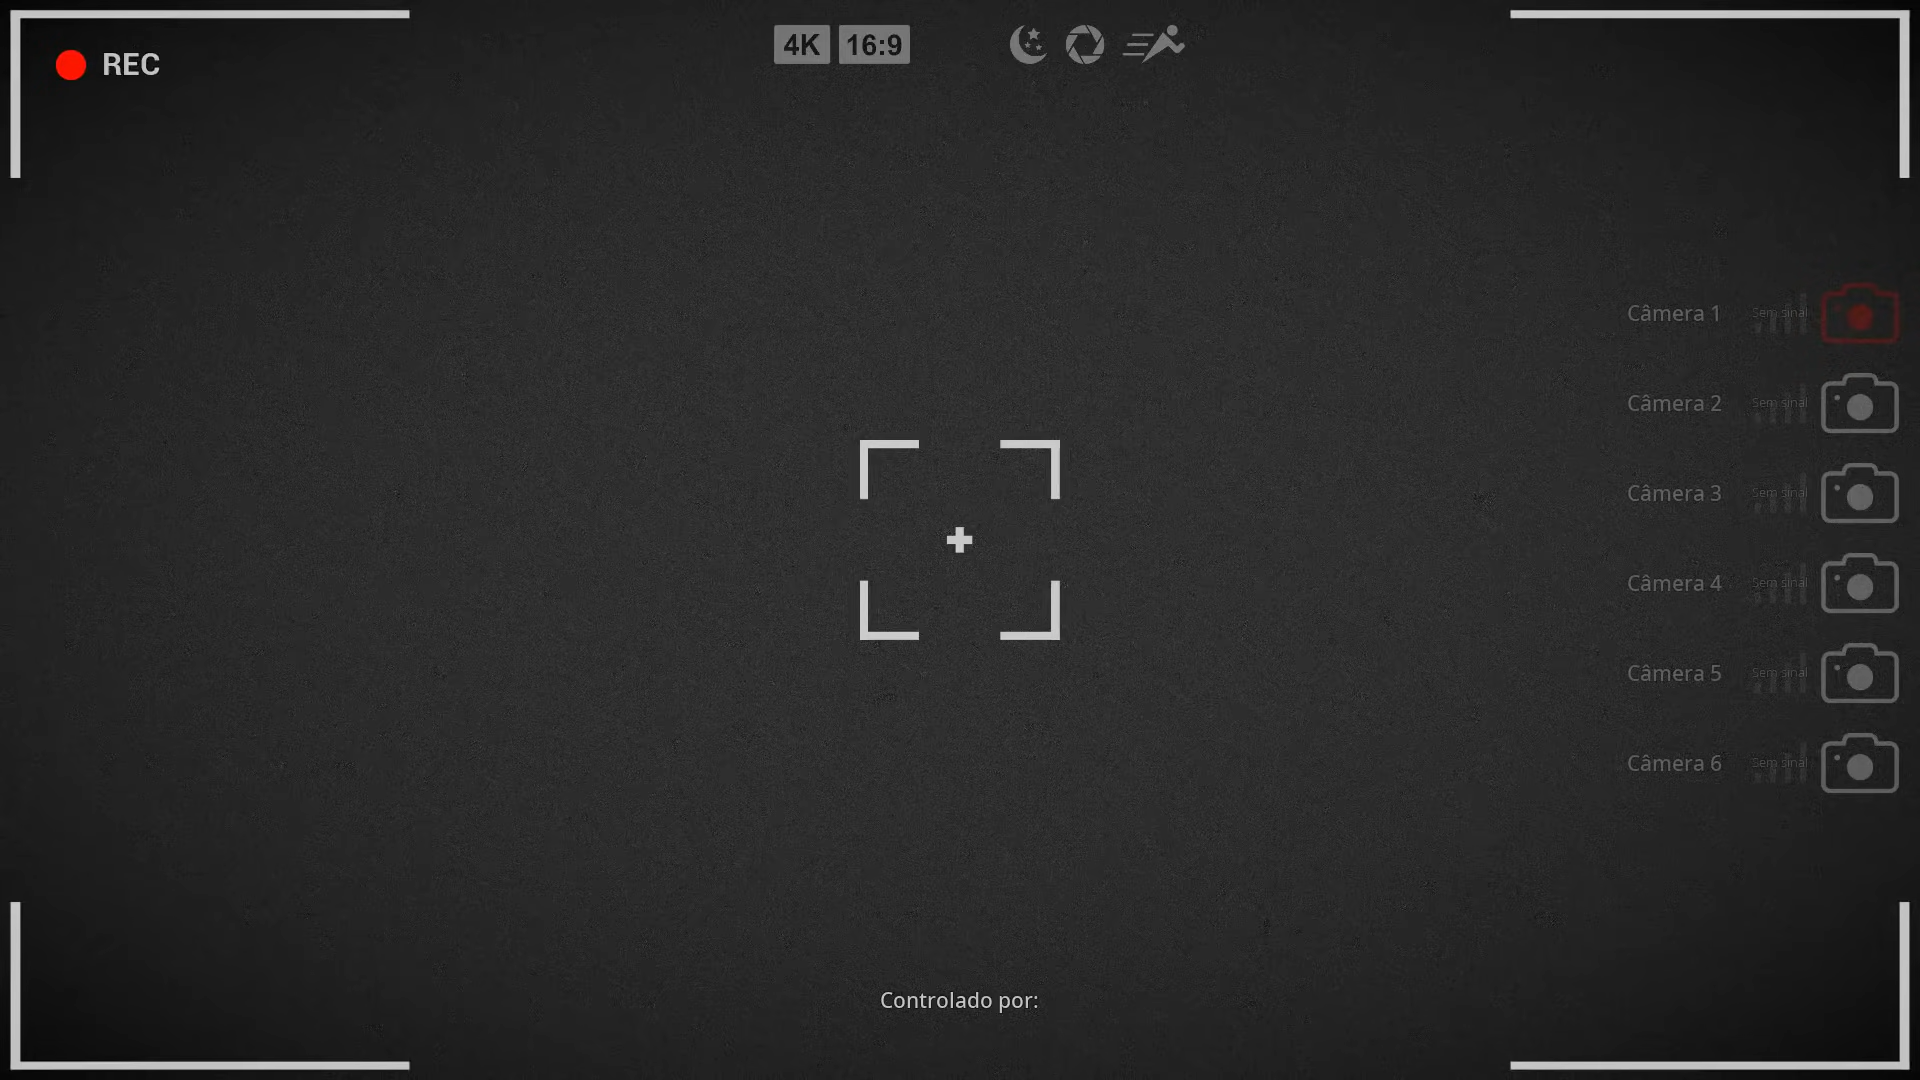 REC
4K 16:9
Câmera 1 Sem sinal
Câmera 2 Sem sinal
Câmera 3 Sem sinal
Câmera 4 Sem sinal
Câmera 5 Sem sinal
Câmera 6 Sem sinal
Controlado por: